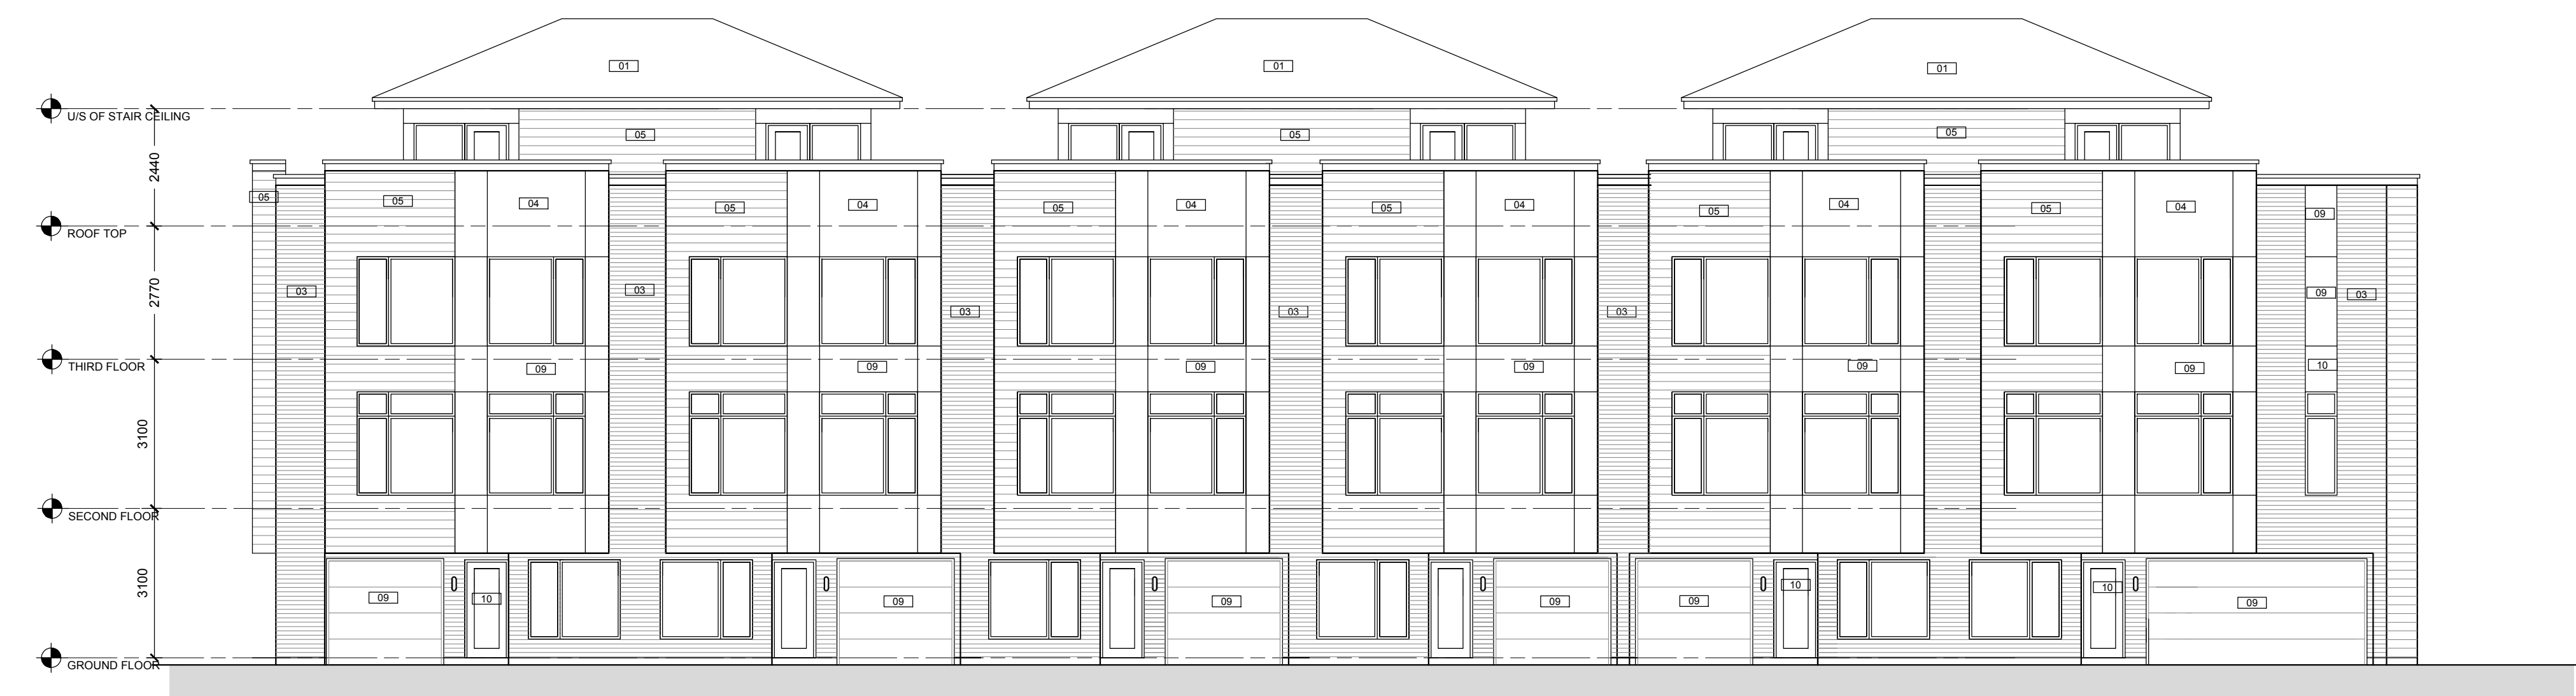 01 01 01
U/S OF STAIR CEILING
05 05 05
2440
05 05 04 05 04 05 04 05 04 05 04 05 04 09
ROOF TOP
2770
03 03 03 03 03 09 03
THIRD FLOOR
09 09 09 09 09 09 10
3100
SECOND FLOOR
3100
09 10 09 09 09 09 10 10 09
GROUND FLOOR